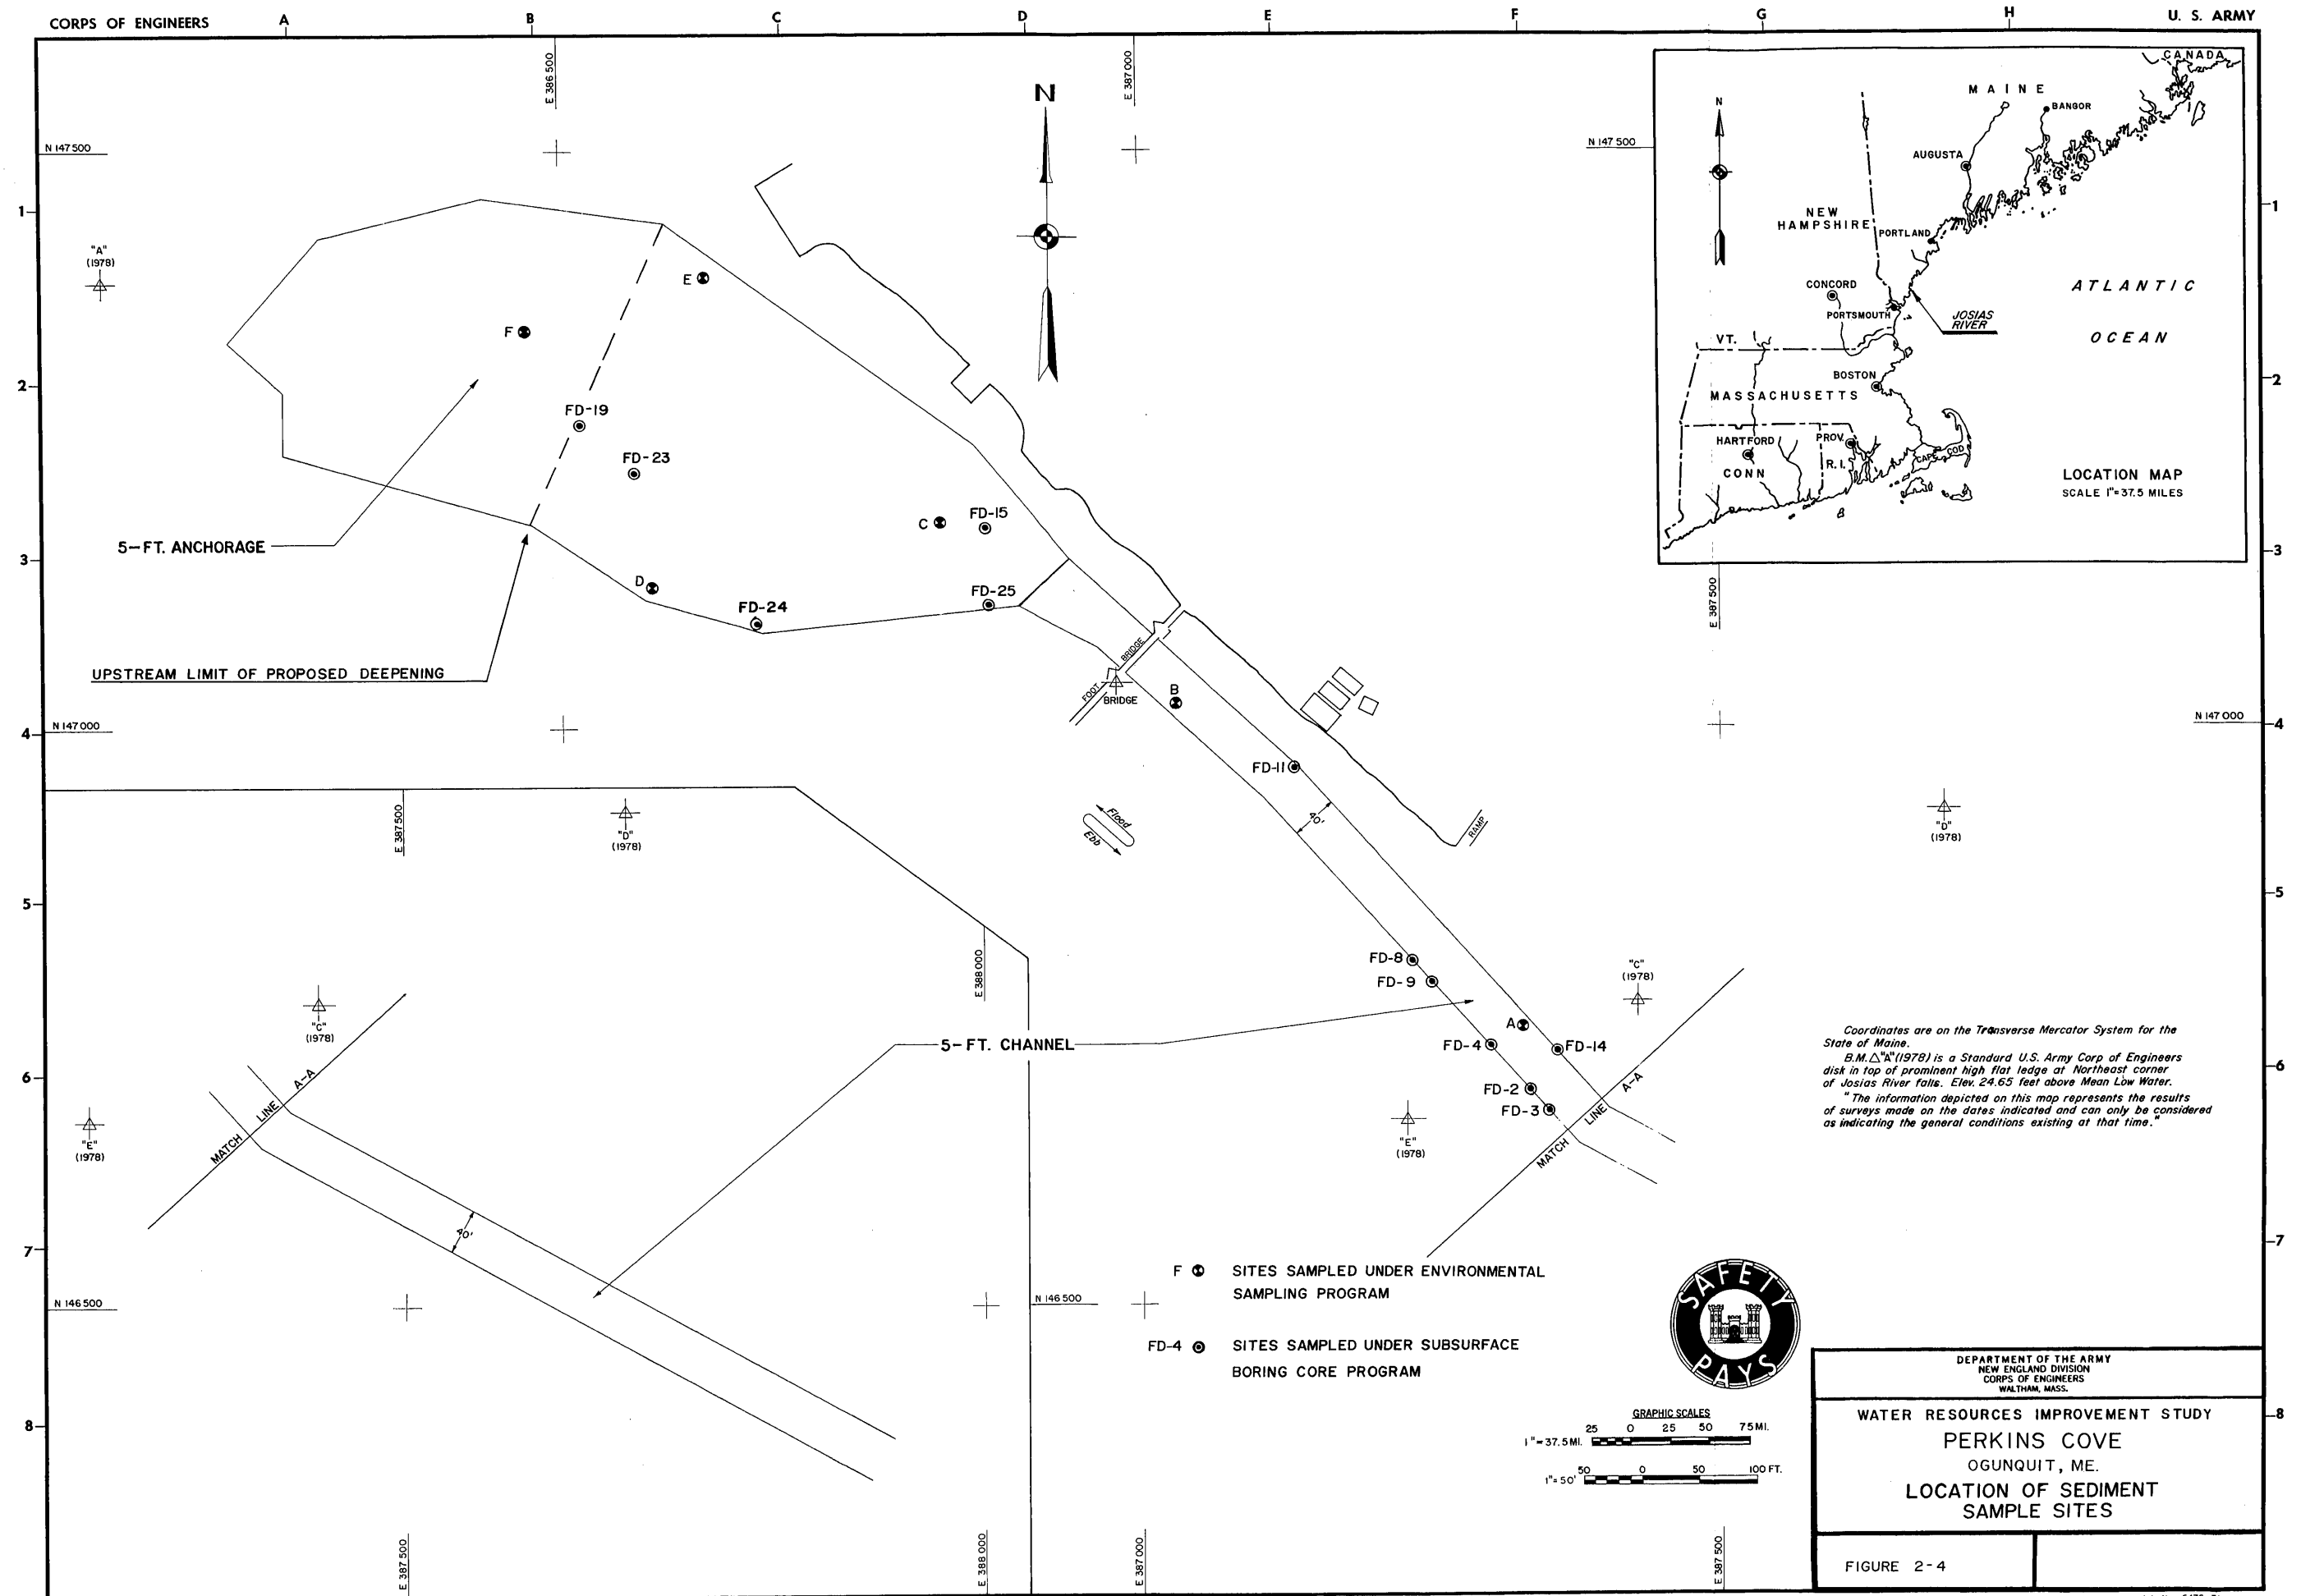 CORPS OF ENGINEERS
A
B
C
D
E
F
G
H
U. S. ARMY
E 386 500
E 387 000
N 147 500
N 147 500
N
1
2
3
4
5
6
7
8
"A"
(1978)
E
F
FD-19
FD-23
C
FD-15
5-FT. ANCHORAGE
D
FD-24
FD-25
UPSTREAM LIMIT OF PROPOSED DEEPENING
FOOT
BRIDGE
BRIDGE
B
FD-11
40'
Flood
Ebb
RAMP
N 147 000
N 147 000
E 387 500
CANADA
MAINE
N
BANGOR
AUGUSTA
NEW
HAMPSHIRE
PORTLAND
CONCORD
PORTSMOUTH
JOSIAS
RIVER
ATLANTIC
OCEAN
VT.
BOSTON
MASSACHUSETTS
HARTFORD
PROV.
R.I.
CONN
CAPE COD
LOCATION MAP
SCALE 1"=37.5 MILES
1
2
3
4
5
6
7
8
E 387 500
"D"
(1978)
"D"
(1978)
E 388 000
FD-8
FD-9
"C"
(1978)
A
FD-4
FD-14
FD-2
FD-3
"E"
(1978)
MATCH LINE A-A
"C"
(1978)
MATCH LINE A-A
"E"
(1978)
5-FT. CHANNEL
40'
N 146 500
N 146 500
Coordinates are on the Transverse Mercator System for the
State of Maine.
B.M.△"A"(1978) is a Standurd U.S. Army Corp of Engineers
disk in top of prominent high flat ledge at Northeast corner
of Josias River falls. Elev. 24.65 feet above Mean Low Water.
"The information depicted on this map represents the results
of surveys made on the dates indicated and can only be considered
as indicating the general conditions existing at that time."
F SITES SAMPLED UNDER ENVIRONMENTAL
SAMPLING PROGRAM
FD-4 SITES SAMPLED UNDER SUBSURFACE
BORING CORE PROGRAM
SAFETY
PAYS
GRAPHIC SCALES
25 0 25 50 75 MI.
1"=37.5 MI.
50 0 50 100 FT.
1"=50'
E 387 500
E 388 000
E 387 000
E 387 500
DEPARTMENT OF THE ARMY
NEW ENGLAND DIVISION
CORPS OF ENGINEERS
WALTHAM, MASS.
WATER RESOURCES IMPROVEMENT STUDY
PERKINS COVE
OGUNQUIT, ME.
LOCATION OF SEDIMENT
SAMPLE SITES
FIGURE 2-4